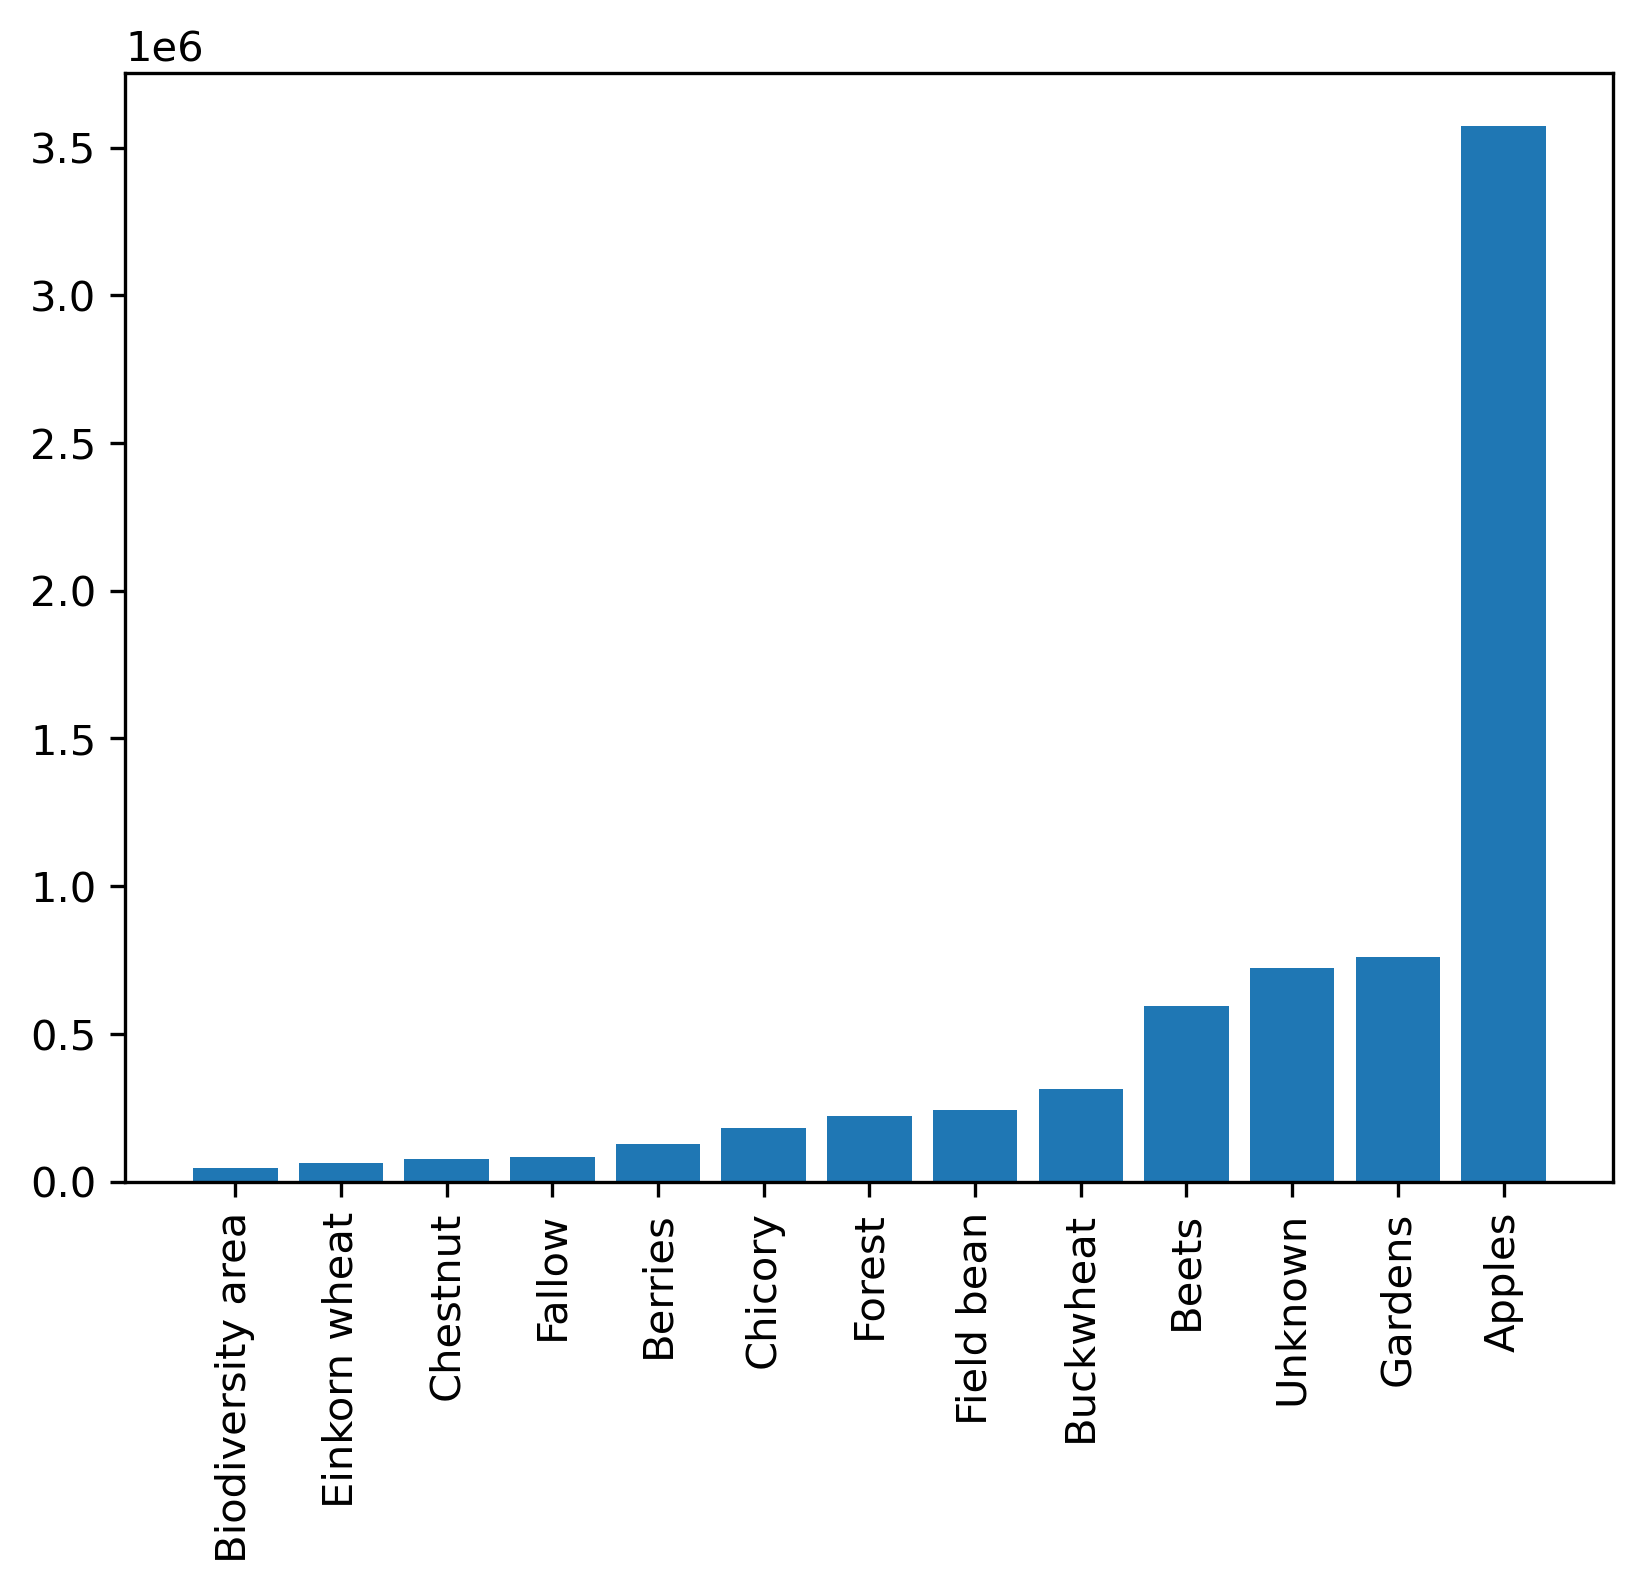 1e6
3.5
3.0
2.5
2.0
1.5
1.0
0.5
0.0
Biodiversity area
Einkorn wheat
Chestnut
Fallow
Berries
Chicory
Forest
Field bean
Buckwheat
Beets
Unknown
Gardens
Apples